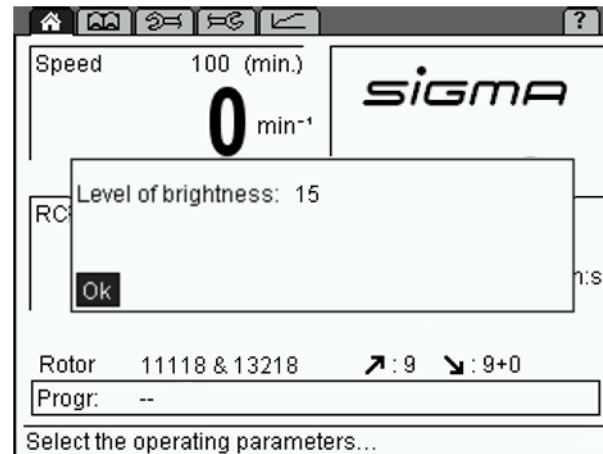 ?
Speed 100 (min.)
0 min⁻¹
sigma
Level of brightness: 15
RC
n:s
Ok
Rotor 11118 & 13218 ↗: 9 ↘: 9+0
Progr: --
Select the operating parameters...